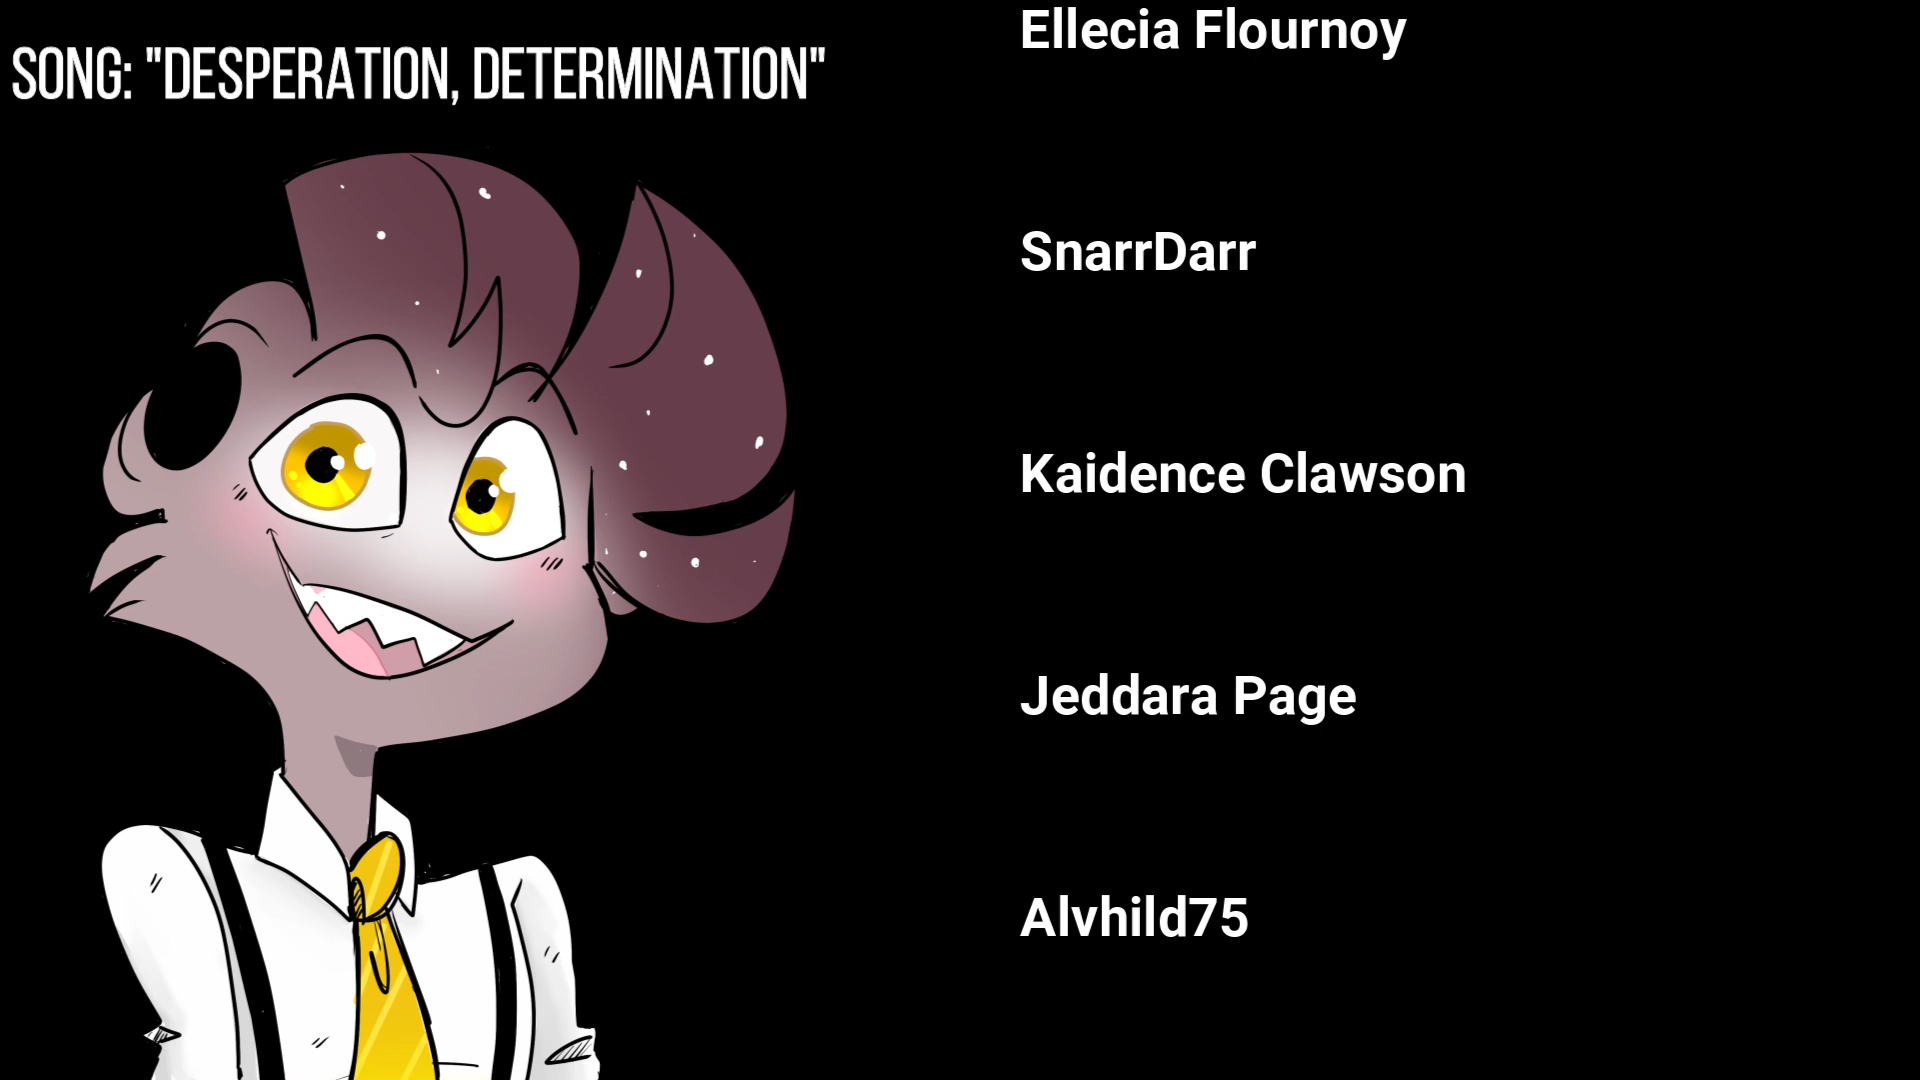 SONG: "DESPERATION, DETERMINATION"
Ellecia Flournoy
SnarrDarr
Kaidence Clawson
Jeddara Page
Alvhild75